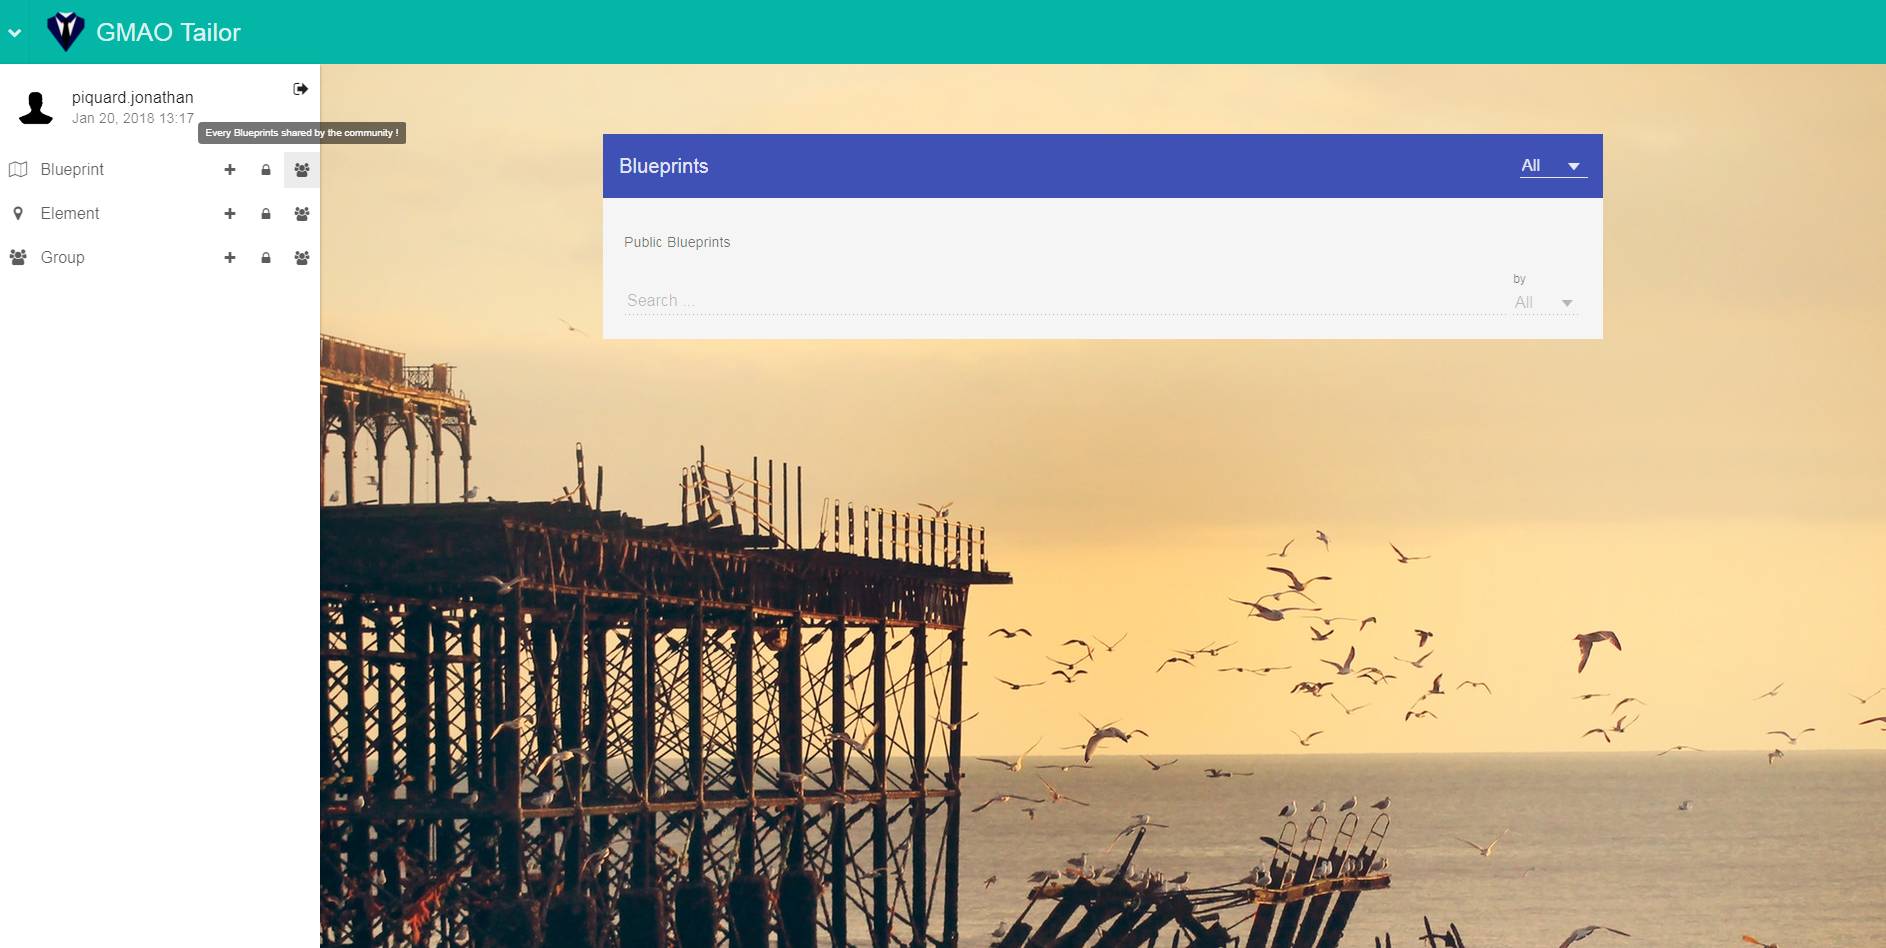 GMAO Tailor
piquard.jonathan
Jan 20, 2018 13:17
Every Blueprints shared by the community !
Blueprint
Element
Group
Blueprints
All
Public Blueprints
by
Search ...
All